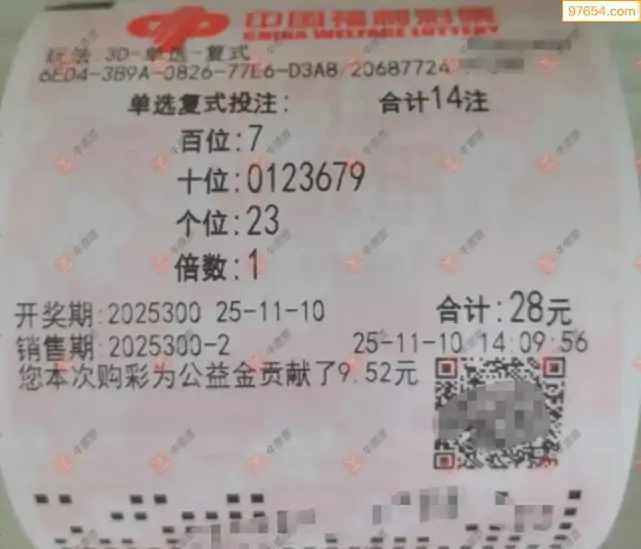 97654.com
中国福利彩票
CHINA WELFARE LOTTERY
玩法 3D-单选-复式
6ED4-3B9A-0826-77E6-D3A8/20687724
单选复式投注: 合计14注
百位:7
十位:0123679
个位:23
倍数:1
开奖期:2025300 25-11-10 合计:28元
销售期:2025300-2 25-11-10 14:09:56
您本次购彩为公益金贡献了9.52元